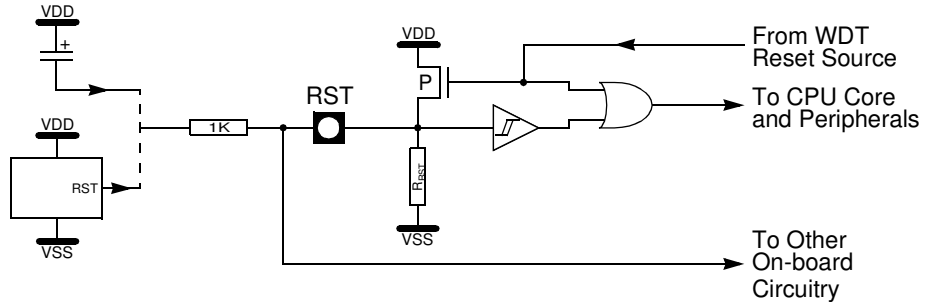 VDD
+
VDD
From WDT
Reset Source
P
RST
To CPU Core
and Peripherals
1K
VDD
RST
RRST
VSS
VSS
To Other
On-board
Circuitry